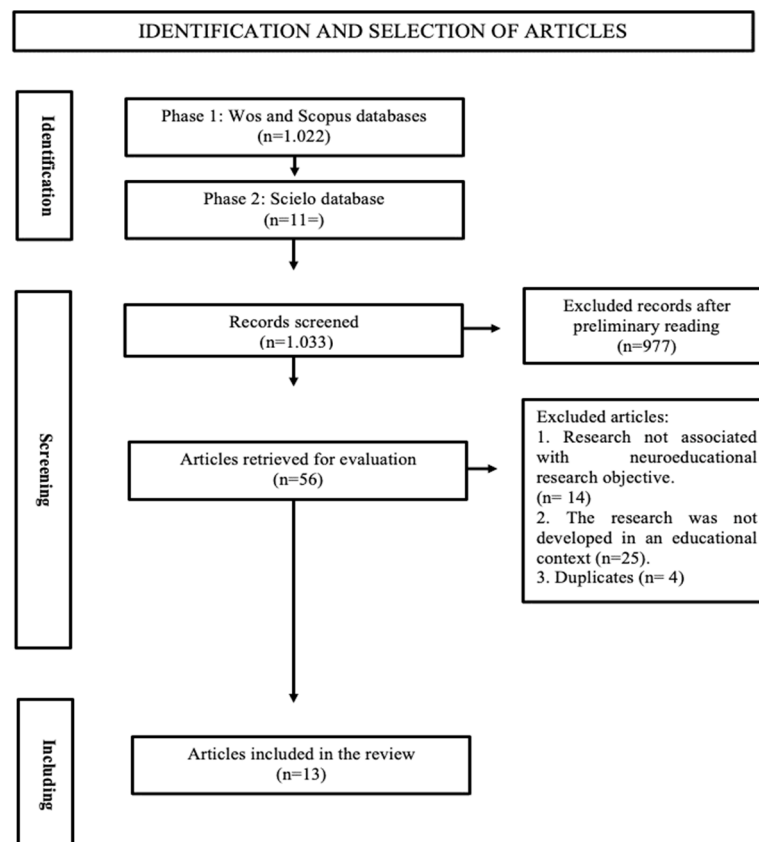 IDENTIFICATION AND SELECTION OF ARTICLES
Identification
Phase 1: Wos and Scopus databases
(n=1.022)
Phase 2: Scielo database
(n=11=)
Screening
Records screened
(n=1.033)
Excluded records after
preliminary reading
(n=977)
Articles retrieved for evaluation
(n=56)
Excluded articles:
1. Research not associated
with neuroeducational
research objective.
(n= 14)
2. The research was not
developed in an educational
context (n=25).
3. Duplicates (n= 4)
Including
Articles included in the review
(n=13)